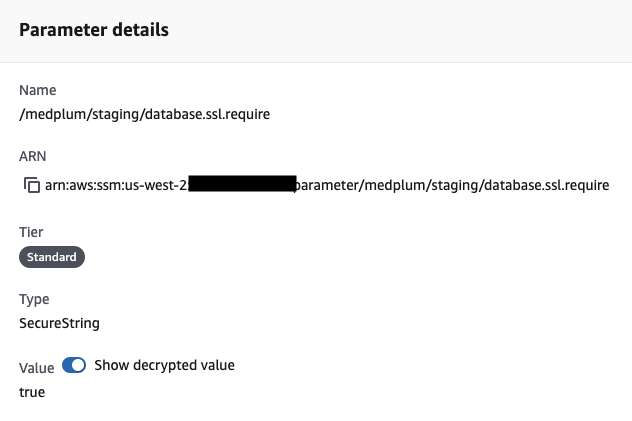 Parameter details
Name
/medplum/staging/database.ssl.require
ARN
arn:aws:ssm:us-west-2: parameter/medplum/staging/database.ssl.require
Tier
Standard
Type
SecureString
Value Show decrypted value
true